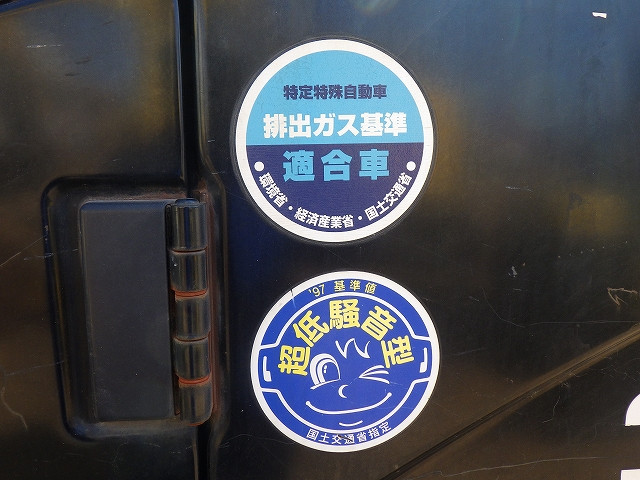 特定特殊自動車
排出ガス基準
適合車
環境省・経済産業省・国土交通省
'97 基準値
超低騒音型
国土交通省指定